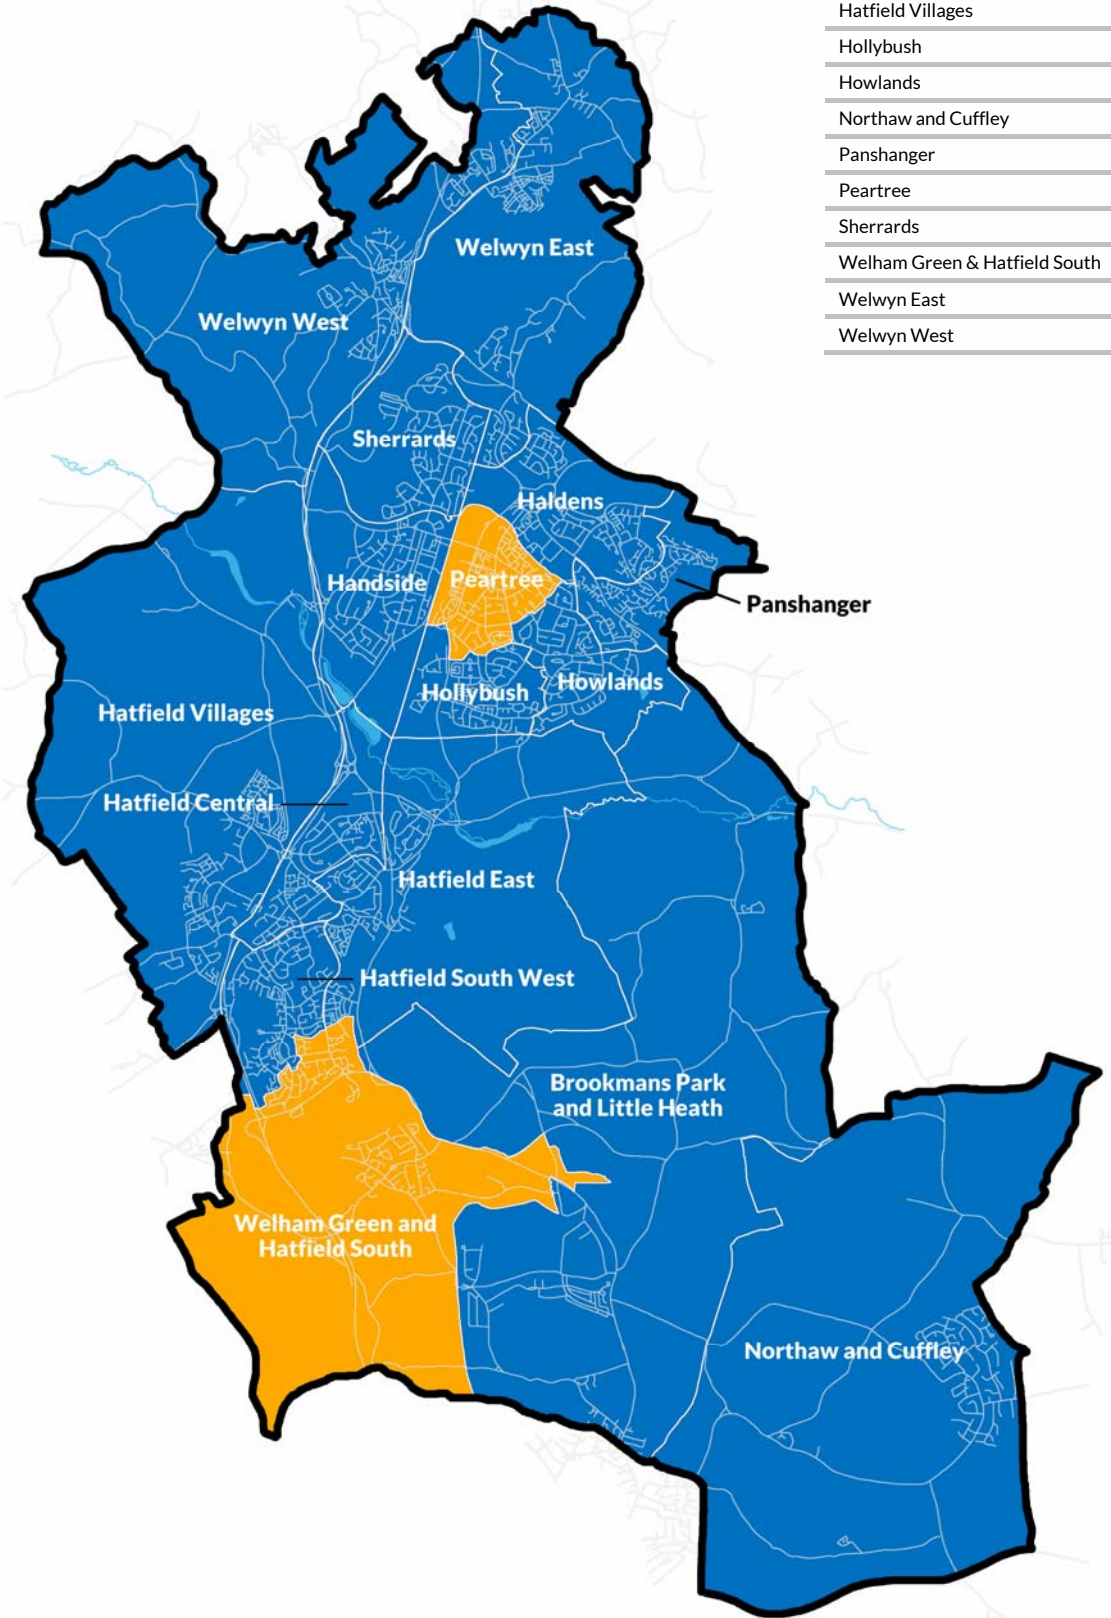 Hatfield Villages
Hollybush
Howlands
Northaw and Cuffley
Panshanger
Peartree
Sherrards
Welham Green & Hatfield South
Welwyn East
Welwyn West
Welwyn East
Welwyn West
Sherrards
Haldens
Handside
Peartree
Panshanger
Howlands
Hollybush
Hatfield Villages
Hatfield Central
Hatfield East
Hatfield South West
Brookmans Park
and Little Heath
Welham Green and
Hatfield South
Northaw and Cuffley